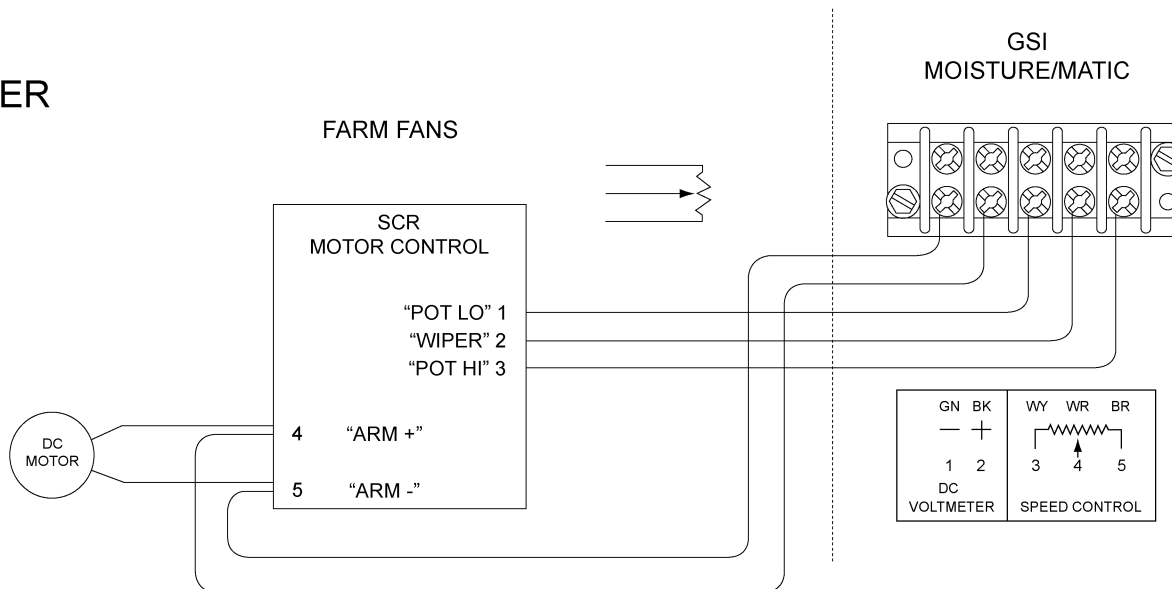 ER
FARM FANS
GSI
MOISTURE/MATIC
SCR
MOTOR CONTROL
“POT LO” 1
“WIPER” 2
“POT HI” 3
4 “ARM +”
5 “ARM -”
DC
MOTOR
GN BK WY WR BR
— +
1 2 3 4 5
DC
VOLTMETER SPEED CONTROL